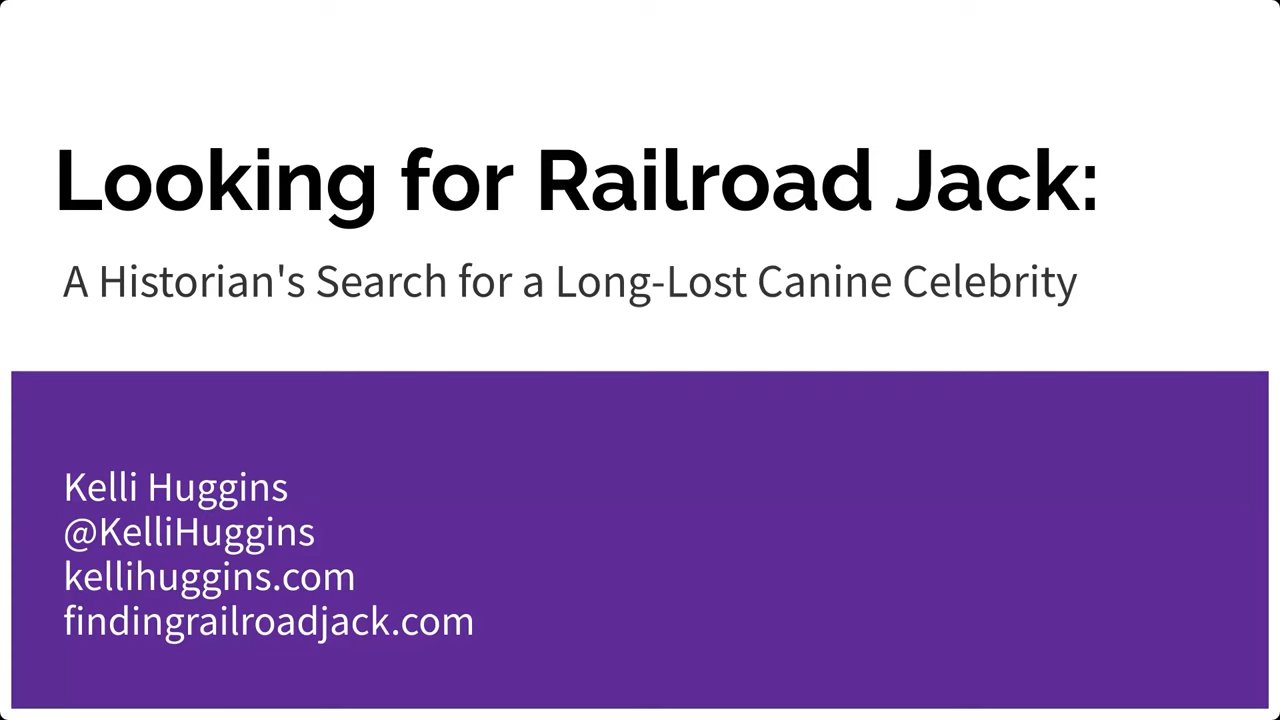 Looking for Railroad Jack:
A Historian's Search for a Long-Lost Canine Celebrity
Kelli Huggins
@KelliHuggins
kellihuggins.com
findingrailroadjack.com